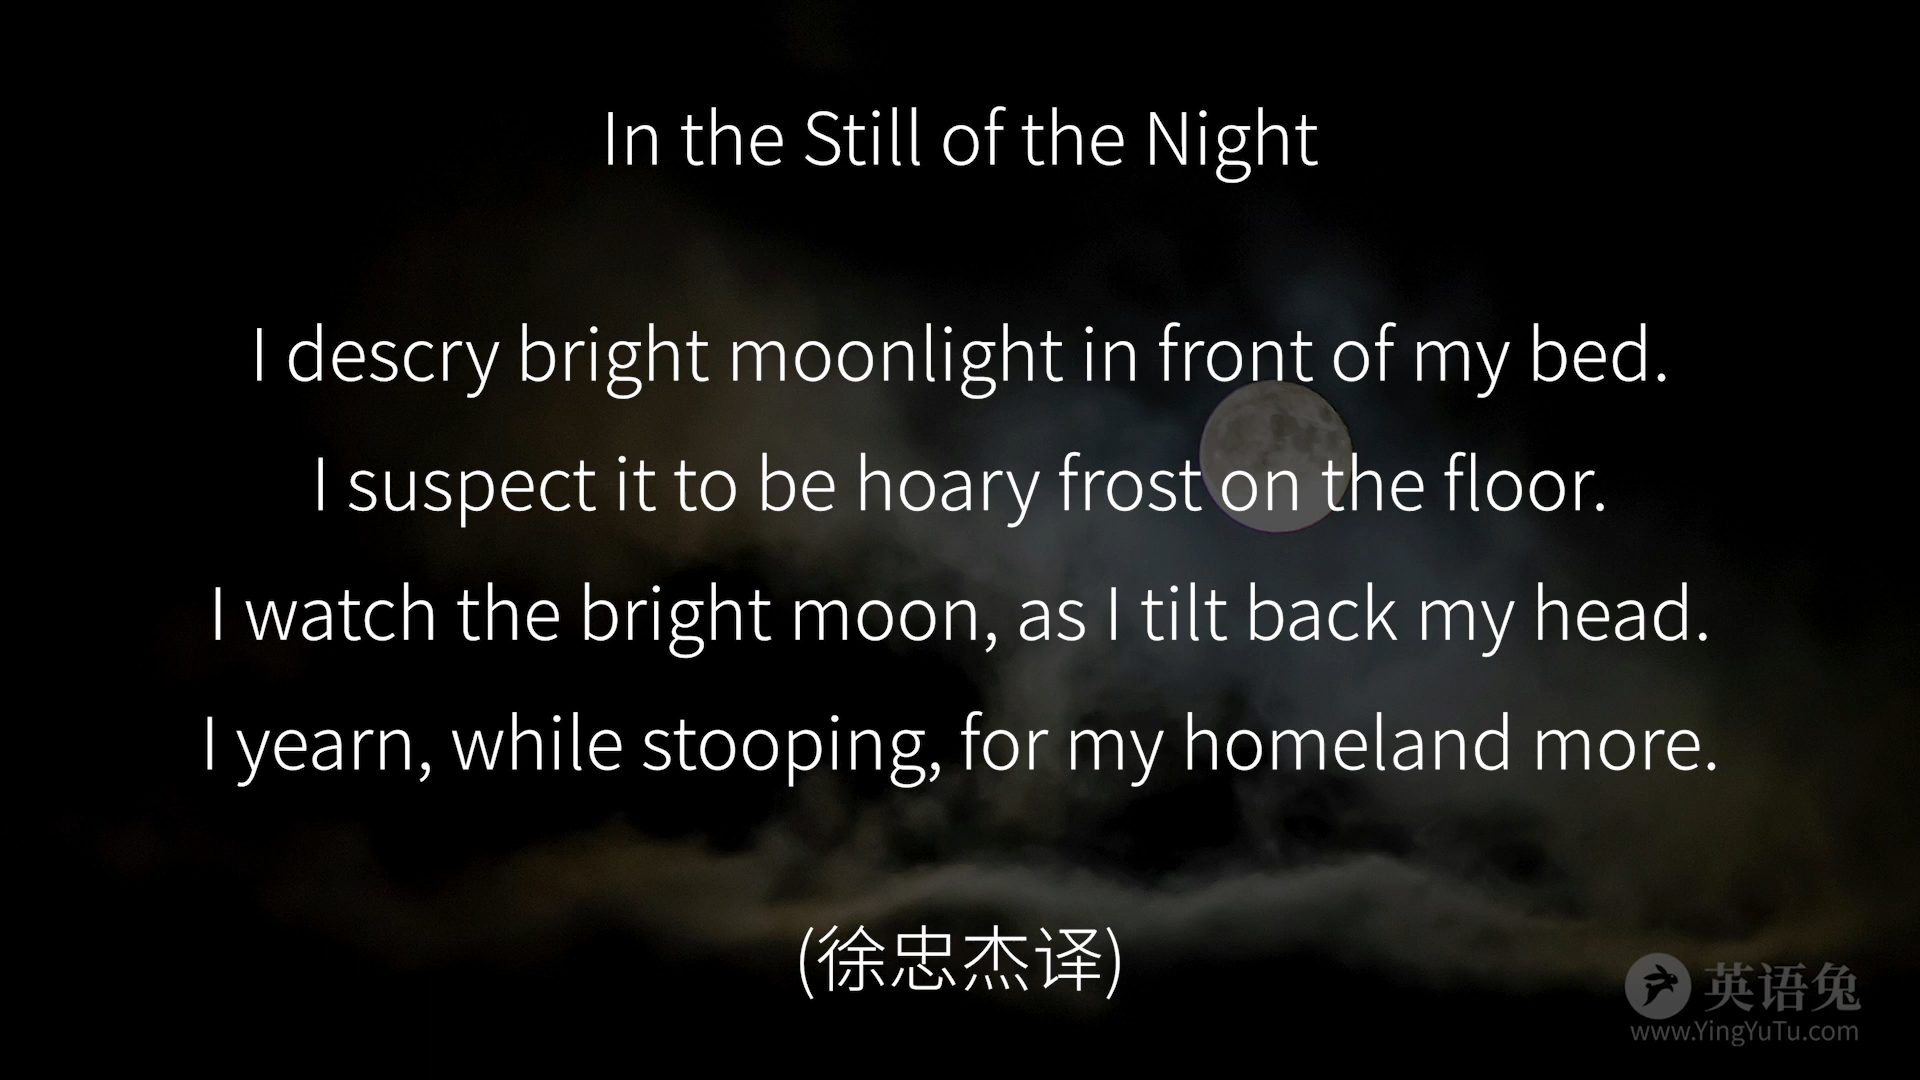 In the Still of the Night
I descry bright moonlight in front of my bed.
I suspect it to be hoary frost on the floor.
I watch the bright moon, as I tilt back my head.
I yearn, while stooping, for my homeland more.
(徐忠杰译)
英语兔
www.YingYuTu.com